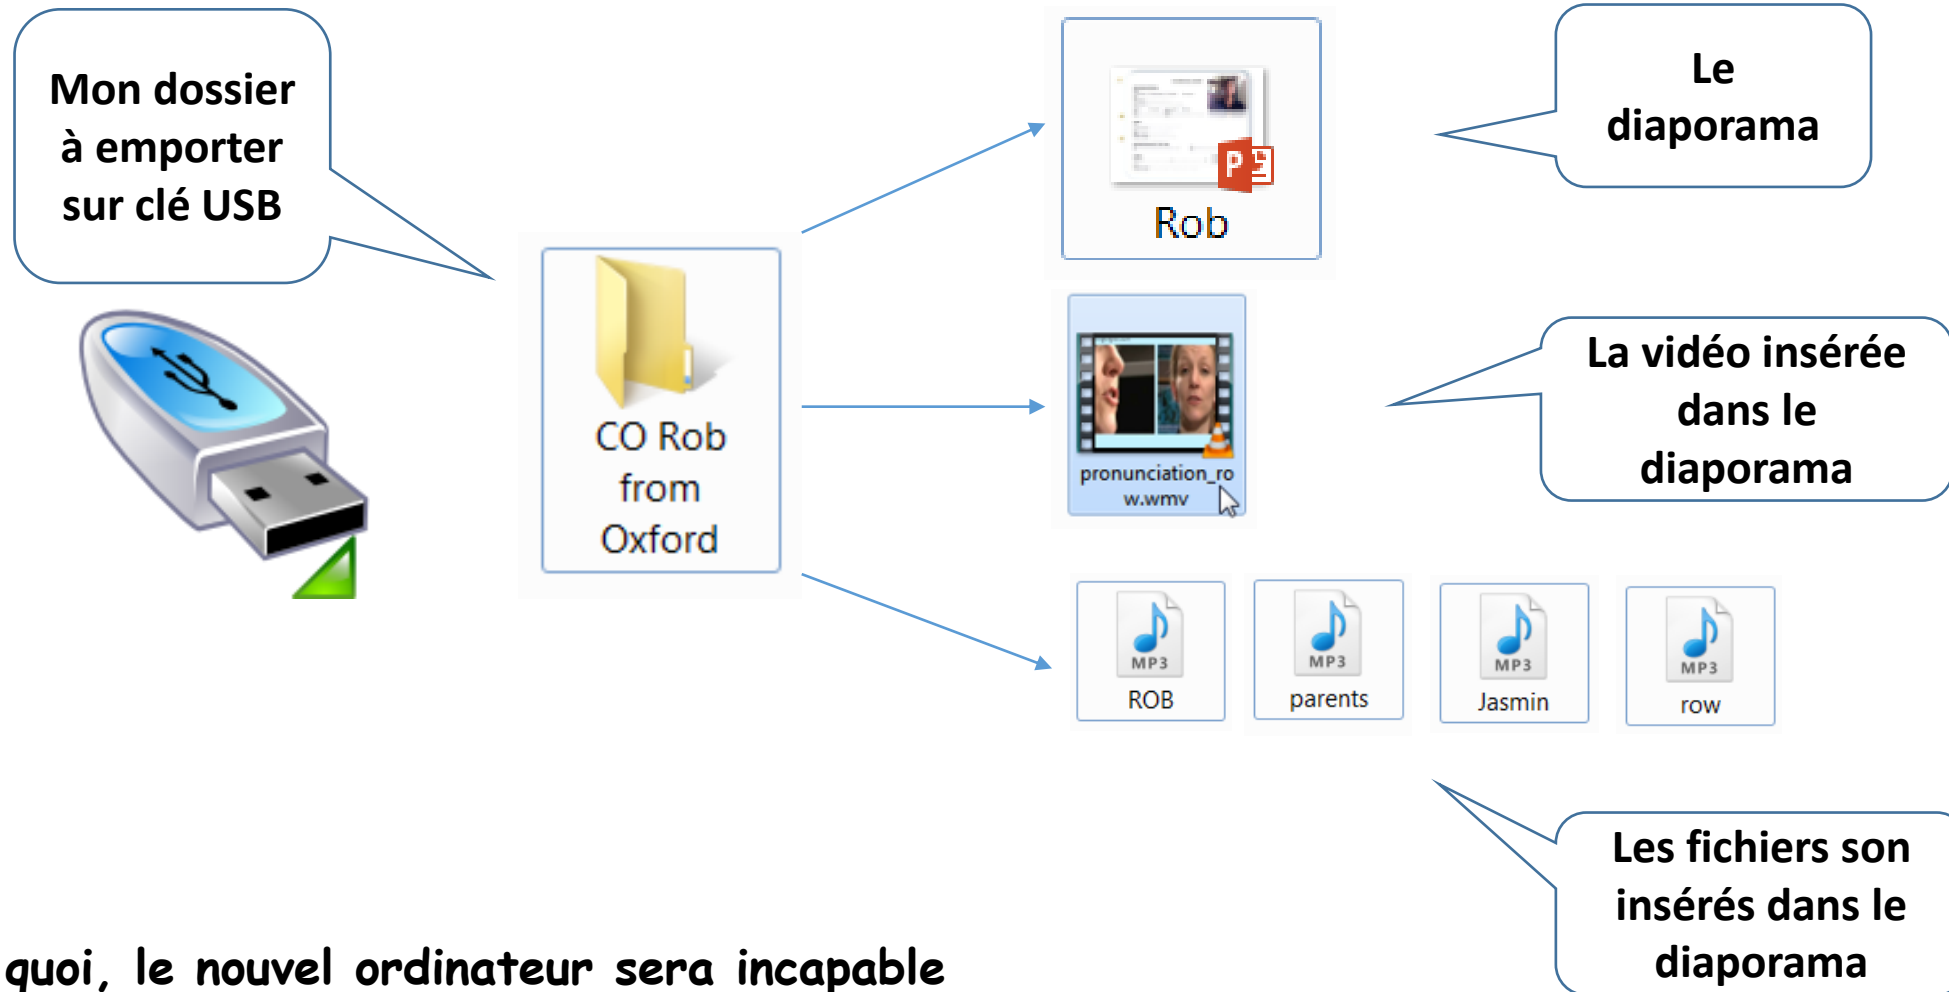 Mon dossier
à emporter
sur clé USB
Le
diaporama
Rob
CO Rob
from
Oxford
La vidéo insérée
dans le
diaporama
pronunciation_ro
w.wmv
MP3
ROB
MP3
parents
MP3
Jasmin
MP3
row
Les fichiers son
insérés dans le
diaporama
quoi, le nouvel ordinateur sera incapable